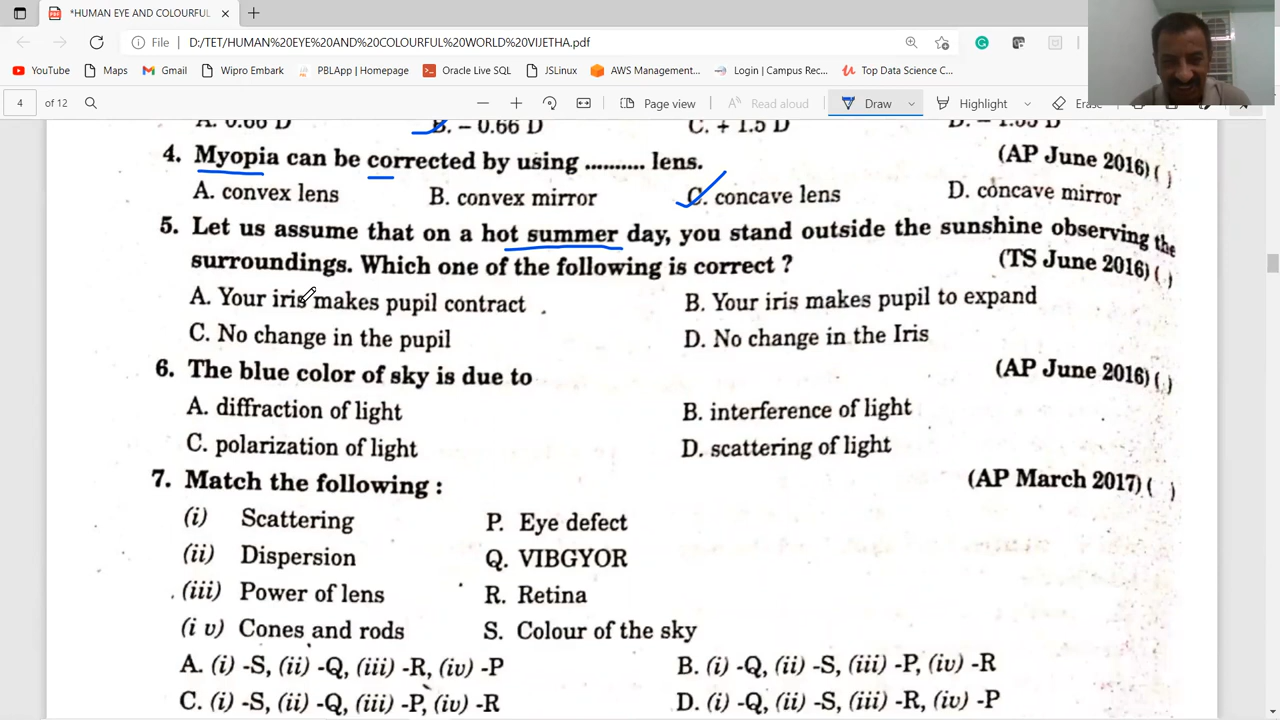 *HUMAN EYE AND COLOURFUL
File D:/TET/HUMAN%20EYE%20AND%20COLOURFUL%20WORLD%20VIJETHA.pdf
YouTube Maps Gmail Wipro Embark PBLApp | Homepage Oracle Live SQL JSLinux AWS Management... Login | Campus Rec... Top Data Science C...
4 of 12 Page view Read aloud Draw Highlight Erase
A. 0.66 D B. – 0.66 D C. + 1.5 D
4. Myopia can be corrected by using .......... lens. (AP June 2016) ( )
A. convex lens B. convex mirror C. concave lens D. concave mirror
5. Let us assume that on a hot summer day, you stand outside the sunshine observing the
surroundings. Which one of the following is correct ? (TS June 2016) ( )
A. Your iris makes pupil contract B. Your iris makes pupil to expand
C. No change in the pupil D. No change in the Iris
6. The blue color of sky is due to (AP June 2016) ( )
A. diffraction of light B. interference of light
C. polarization of light D. scattering of light
7. Match the following : (AP March 2017) ( )
(i) Scattering P. Eye defect
(ii) Dispersion Q. VIBGYOR
(iii) Power of lens R. Retina
(i v) Cones and rods S. Colour of the sky
A. (i) -S, (ii) -Q, (iii) -R, (iv) -P B. (i) -Q, (ii) -S, (iii) -P, (iv) -R
C. (i) -S, (ii) -Q, (iii) -P, (iv) -R D. (i) -Q, (ii) -S, (iii) -R, (iv) -P